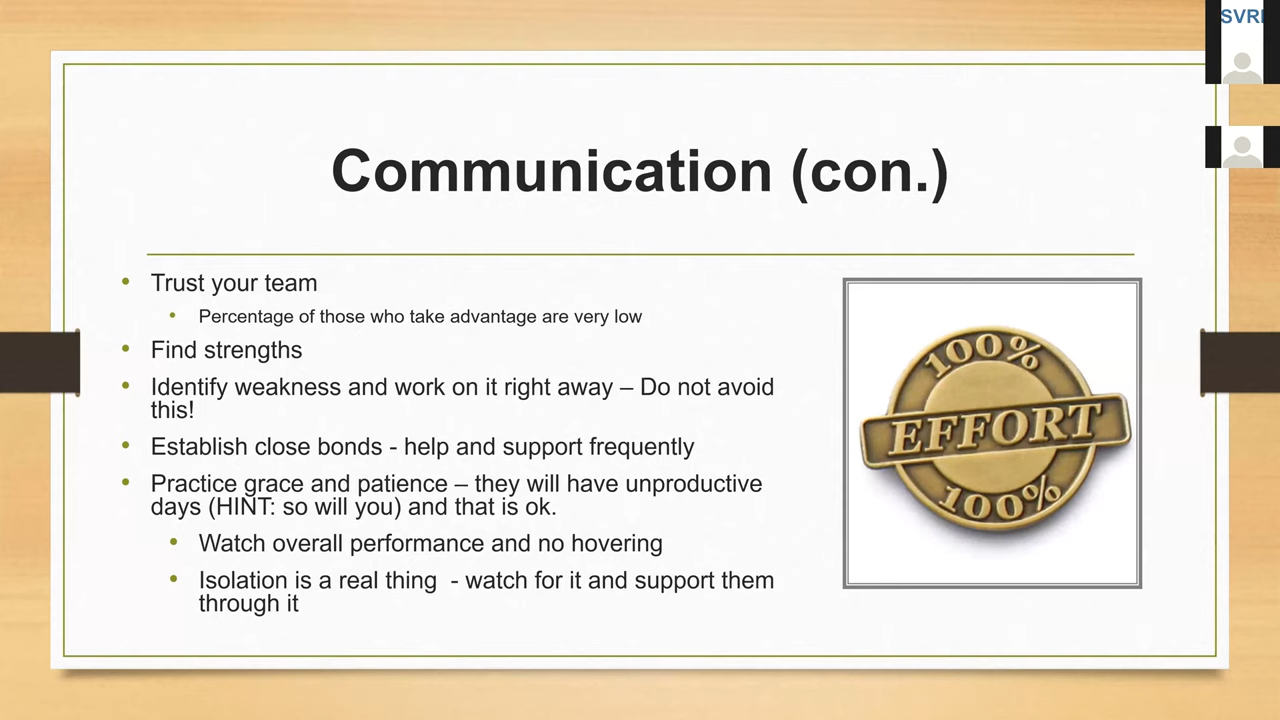 SVRI
Communication (con.)
Trust your team
Percentage of those who take advantage are very low
Find strengths
Identify weakness and work on it right away – Do not avoid
this!
Establish close bonds - help and support frequently
Practice grace and patience – they will have unproductive
days (HINT: so will you) and that is ok.
Watch overall performance and no hovering
Isolation is a real thing  - watch for it and support them
through it
100%
EFFORT
100%